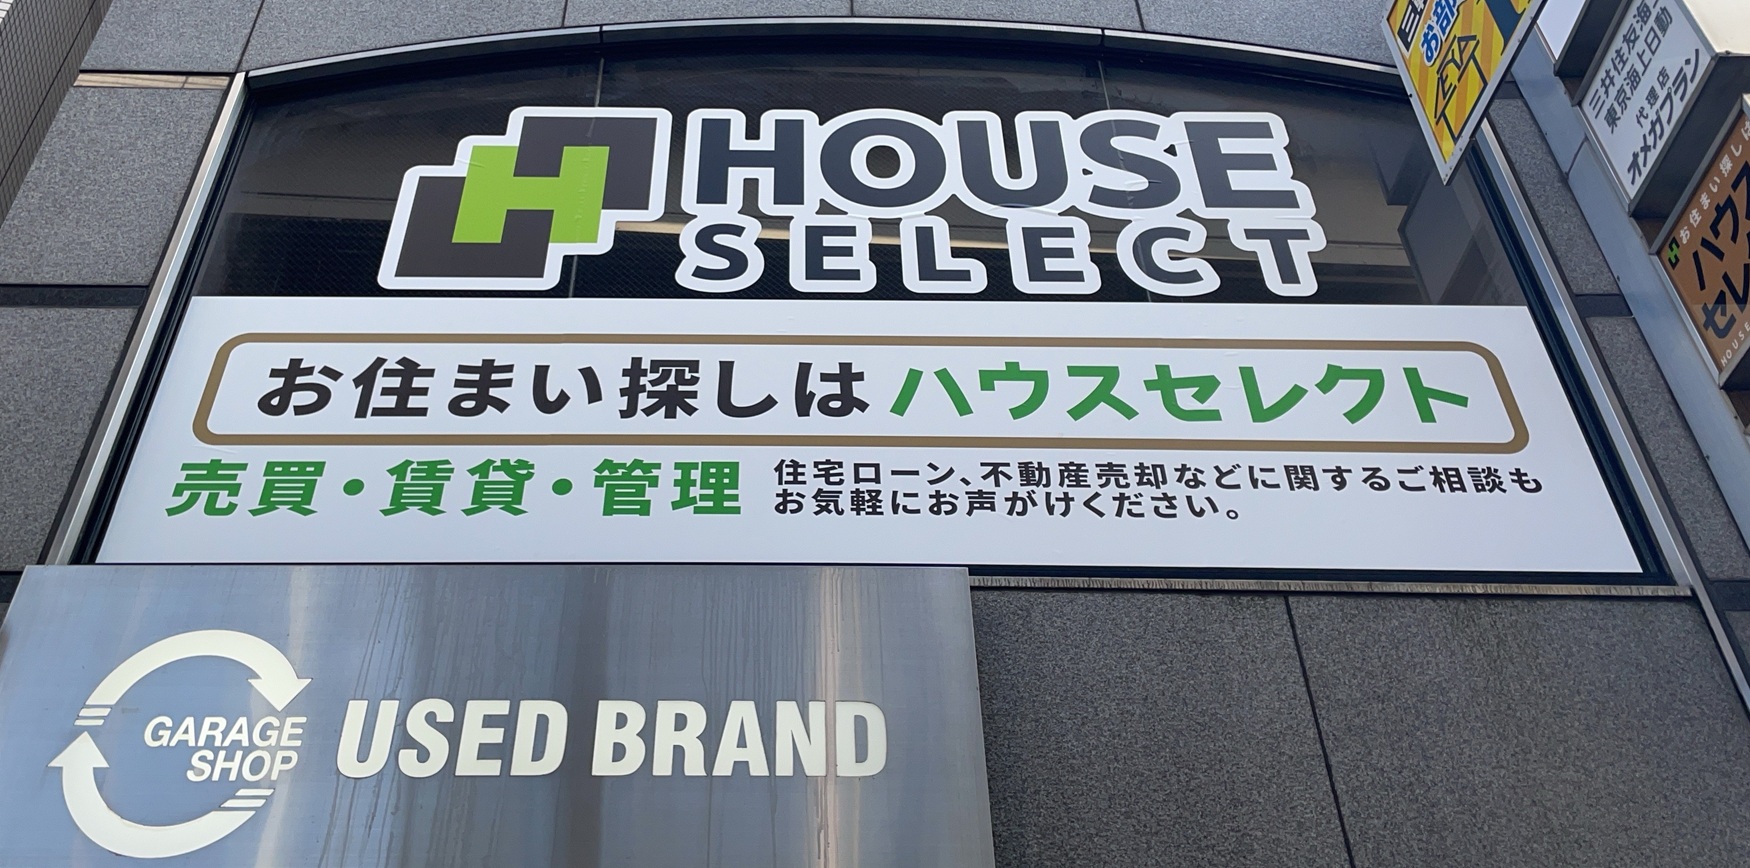 HOUSE
SELECT
お住まい探しはハウスセレクト
売買・賃貸・管理
住宅ローン、不動産売却などに関するご相談も
お気軽にお声がけください。
GARAGE
SHOP
USED BRAND
お部
三井住友海
東京海上日動
代理店
オメガプラン
お住まい探しは
ハウス
セレ
HOUSE